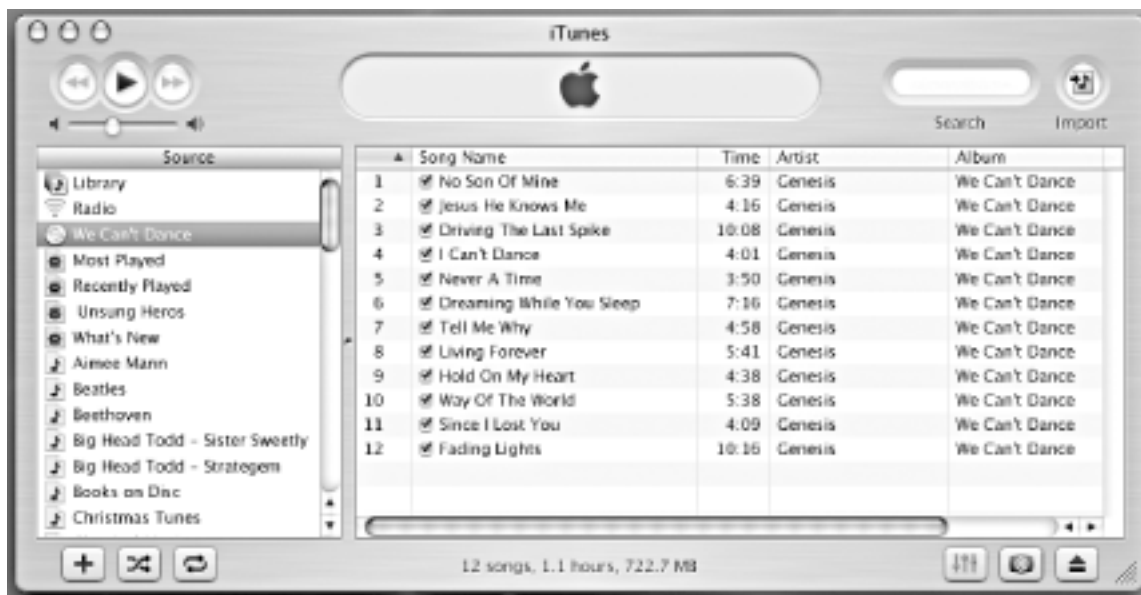 iTunes
Search Import
Source
Library
Radio
We Can't Dance
Most Played
Recently Played
Unsung Heros
What's New
Aimee Mann
Beatles
Beethoven
Big Head Todd - Sister Sweetly
Big Head Todd - Strategem
Books on Disc
Christmas Tunes
Song Name Time Artist Album
1 No Son Of Mine 6:39 Genesis We Can't Dance
2 Jesus He Knows Me 4:16 Genesis We Can't Dance
3 Driving The Last Spike 10:08 Genesis We Can't Dance
4 I Can't Dance 4:01 Genesis We Can't Dance
5 Never A Time 3:50 Genesis We Can't Dance
6 Dreaming While You Sleep 7:16 Genesis We Can't Dance
7 Tell Me Why 4:58 Genesis We Can't Dance
8 Living Forever 5:41 Genesis We Can't Dance
9 Hold On My Heart 4:38 Genesis We Can't Dance
10 Way Of The World 5:38 Genesis We Can't Dance
11 Since I Lost You 4:09 Genesis We Can't Dance
12 Fading Lights 10:16 Genesis We Can't Dance
12 songs, 1.1 hours, 722.7 MB